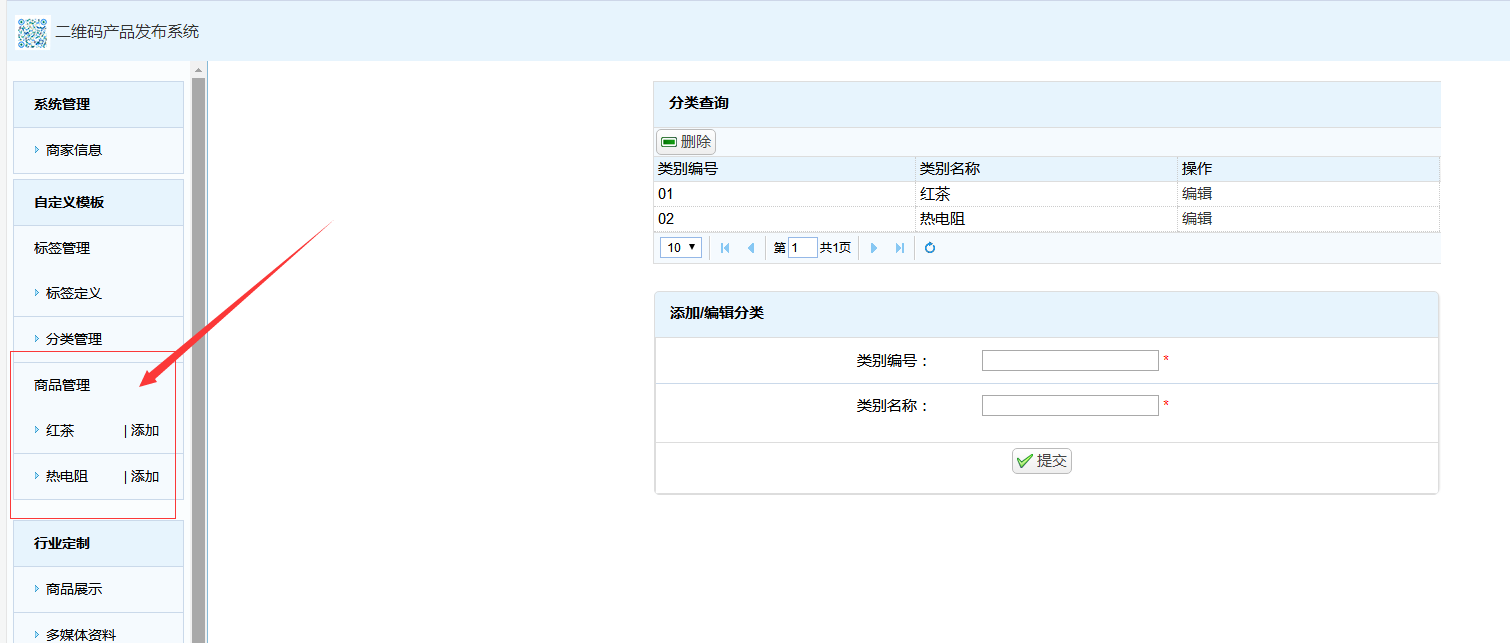 二维码产品发布系统
系统管理
商家信息
自定义模板
标签管理
标签定义
分类管理
商品管理
红茶 | 添加
热电阻 | 添加
行业定制
商品展示
多媒体资料
分类查询
删除
类别编号 类别名称 操作
01 红茶 编辑
02 热电阻 编辑
10 第 1 共1页
添加/编辑分类
类别编号： *
类别名称： *
提交